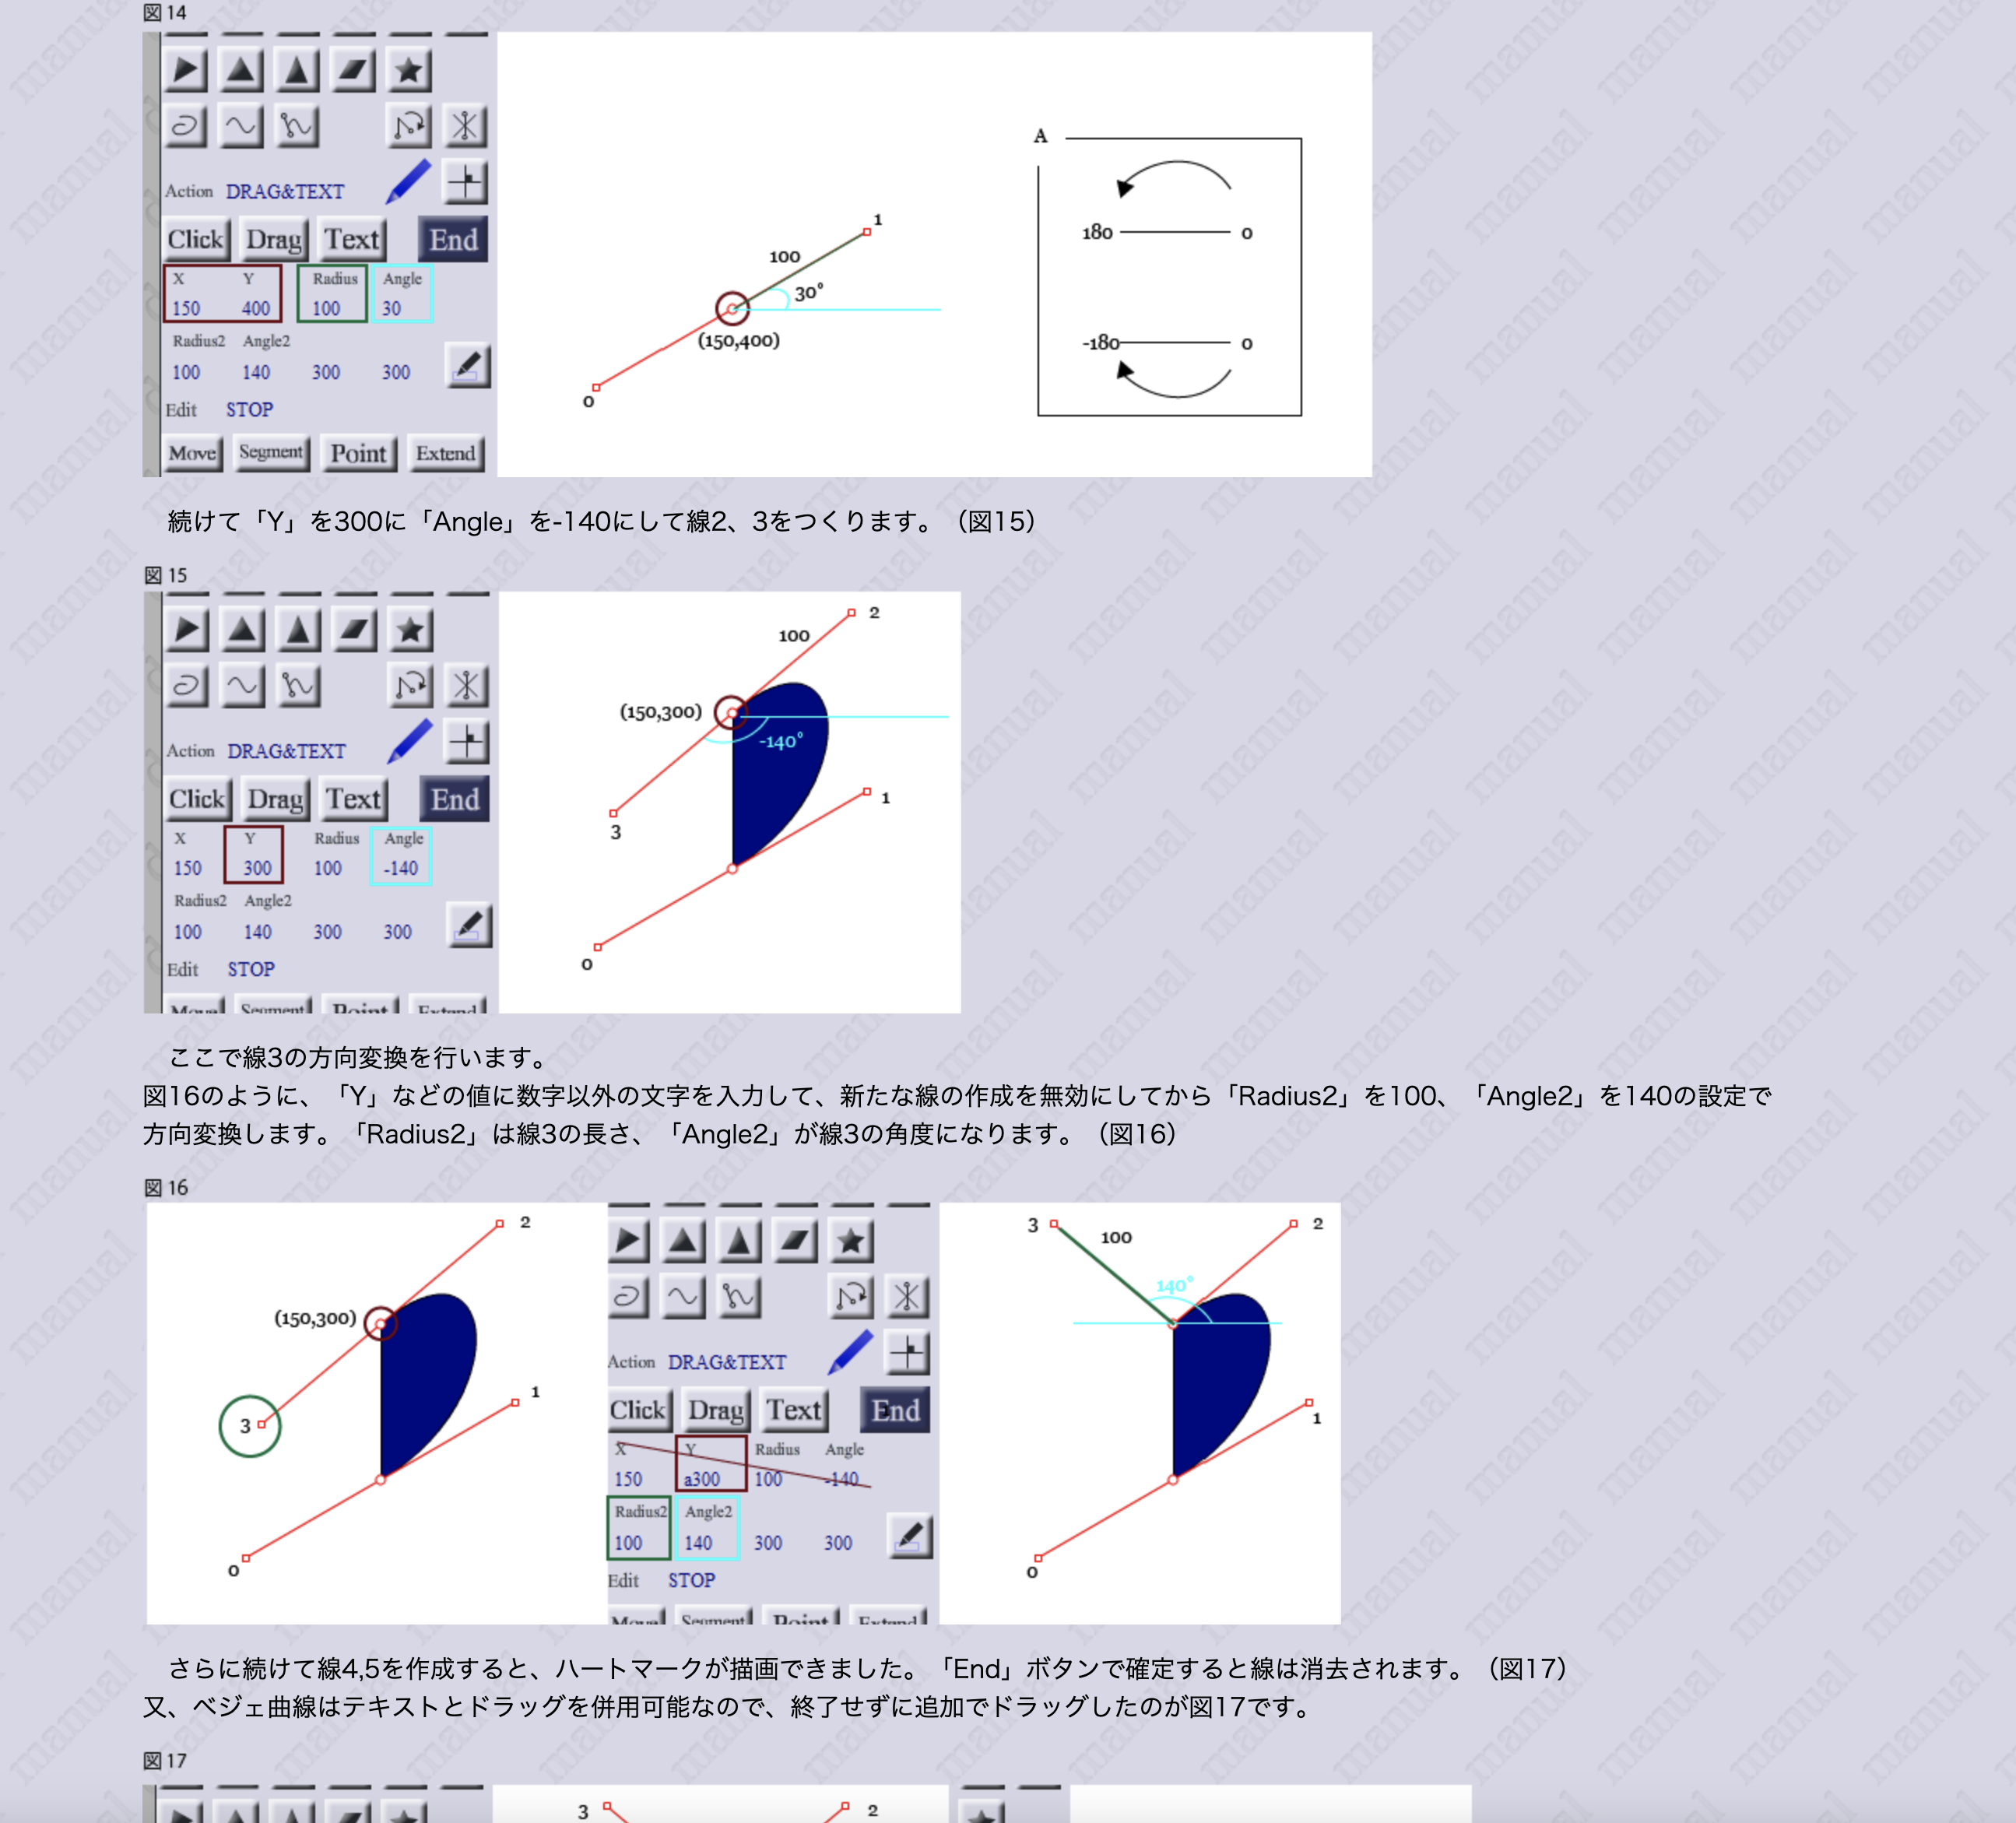 図 14
Action DRAG&TEXT
Click Drag Text End
X Y Radius Angle
150 400 100 30
Radius2 Angle2
100 140 300 300
Edit STOP
Move Segment Point Extend
1
100
30°
(150,400)
0
A
180 0
-180 0
続けて「Y」を300に「Angle」を-140にして線2、3をつくります。（図15）
図 15
Action DRAG&TEXT
Click Drag Text End
X Y Radius Angle
150 300 100 -140
Radius2 Angle2
100 140 300 300
Edit STOP
Move Segment Point Extend
2
100
(150,300)
-140°
1
3
0
ここで線3の方向変換を行います。
図16のように、「Y」などの値に数字以外の文字を入力して、新たな線の作成を無効にしてから「Radius2」を100、「Angle2」を140の設定で
方向変換します。「Radius2」は線3の長さ、「Angle2」が線3の角度になります。（図16）
図 16
2
(150,300)
1
3
0
Action DRAG&TEXT
Click Drag Text End
X Y Radius Angle
150 a300 100 -140
Radius2 Angle2
100 140 300 300
Edit STOP
Move Segment Point Extend
3 2
100
140°
1
0
さらに続けて線4,5を作成すると、ハートマークが描画できました。「End」ボタンで確定すると線は消去されます。（図17）
又、ベジェ曲線はテキストとドラッグを併用可能なので、終了せずに追加でドラッグしたのが図17です。
図 17
3 2
manual